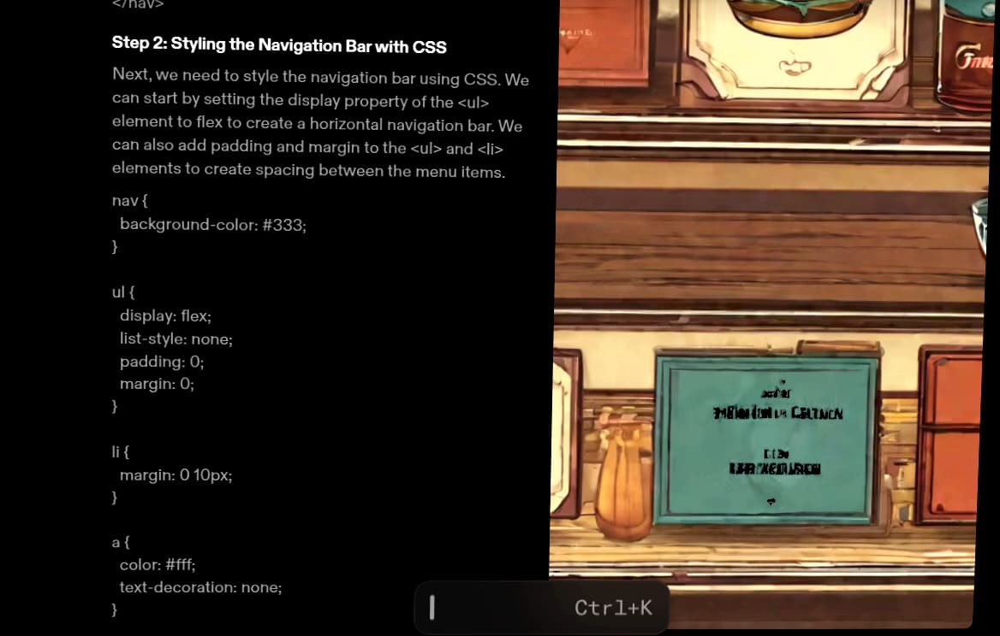 </nav>
Step 2: Styling the Navigation Bar with CSS
Next, we need to style the navigation bar using CSS. We
can start by setting the display property of the <ul>
element to flex to create a horizontal navigation bar. We
can also add padding and margin to the <ul> and <li>
elements to create spacing between the menu items.
nav {
  background-color: #333;
}
ul {
  display: flex;
  list-style: none;
  padding: 0;
  margin: 0;
}
li {
  margin: 0 10px;
}
a {
  color: #fff;
  text-decoration: none;
}
Ctrl+K